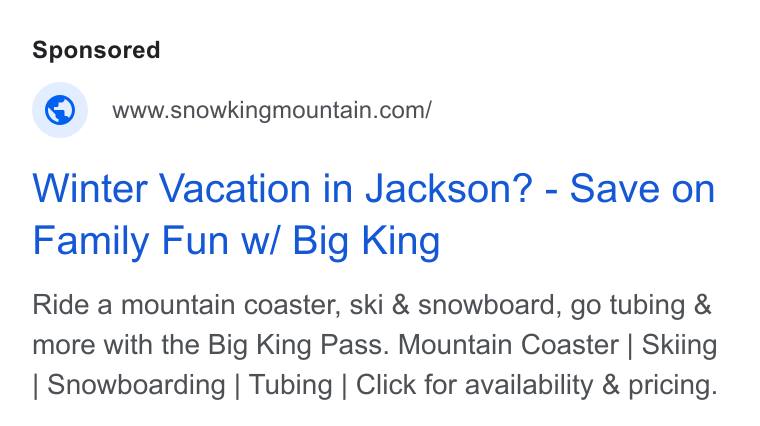 Sponsored
www.snowkingmountain.com/
Winter Vacation in Jackson? - Save on
Family Fun w/ Big King
Ride a mountain coaster, ski & snowboard, go tubing &
more with the Big King Pass. Mountain Coaster | Skiing
| Snowboarding | Tubing | Click for availability & pricing.